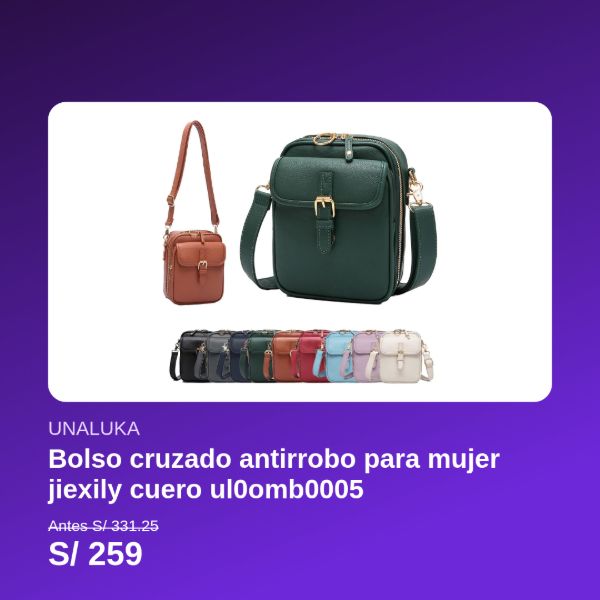 UNALUKA
Bolso cruzado antirrobo para mujer
jiexily cuero ul0omb0005
Antes S/ 331.25
S/ 259